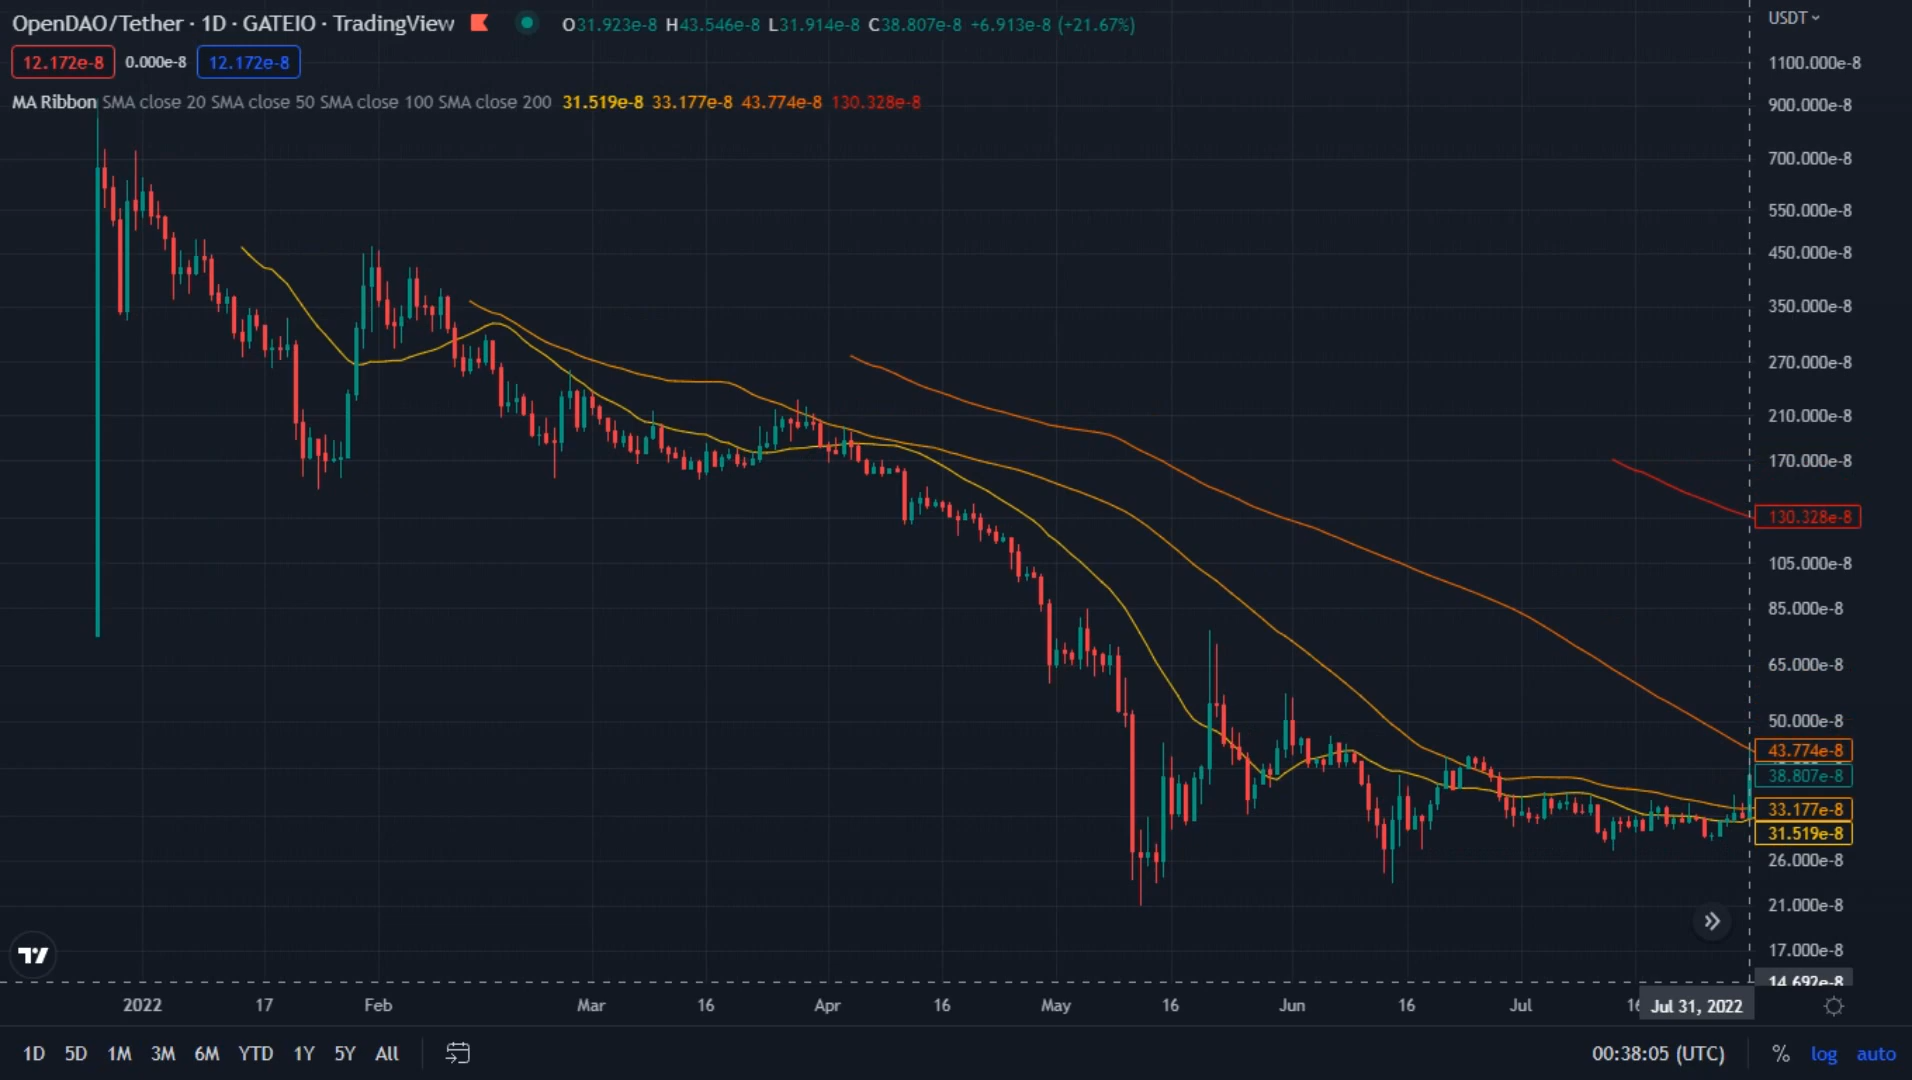 OpenDAO/Tether · 1D · GATEIO · TradingView O31.923e-8 H43.546e-8 L31.914e-8 C38.807e-8 +6.913e-8 (+21.67%)
USDT
12.172e-8 0.000e-8 12.172e-8
MA Ribbon SMA close 20 SMA close 50 SMA close 100 SMA close 200 31.519e-8 33.177e-8 43.774e-8 130.328e-8
1100.000e-8
900.000e-8
700.000e-8
550.000e-8
450.000e-8
350.000e-8
270.000e-8
210.000e-8
170.000e-8
130.328e-8
105.000e-8
85.000e-8
65.000e-8
50.000e-8
43.774e-8
38.807e-8
33.177e-8
31.519e-8
26.000e-8
21.000e-8
17.000e-8
14.692e-8
2022 17 Feb Mar 16 Apr 16 May 16 Jun 16 Jul Jul 31, 2022
1D 5D 1M 3M 6M YTD 1Y 5Y All 00:38:05 (UTC) % log auto